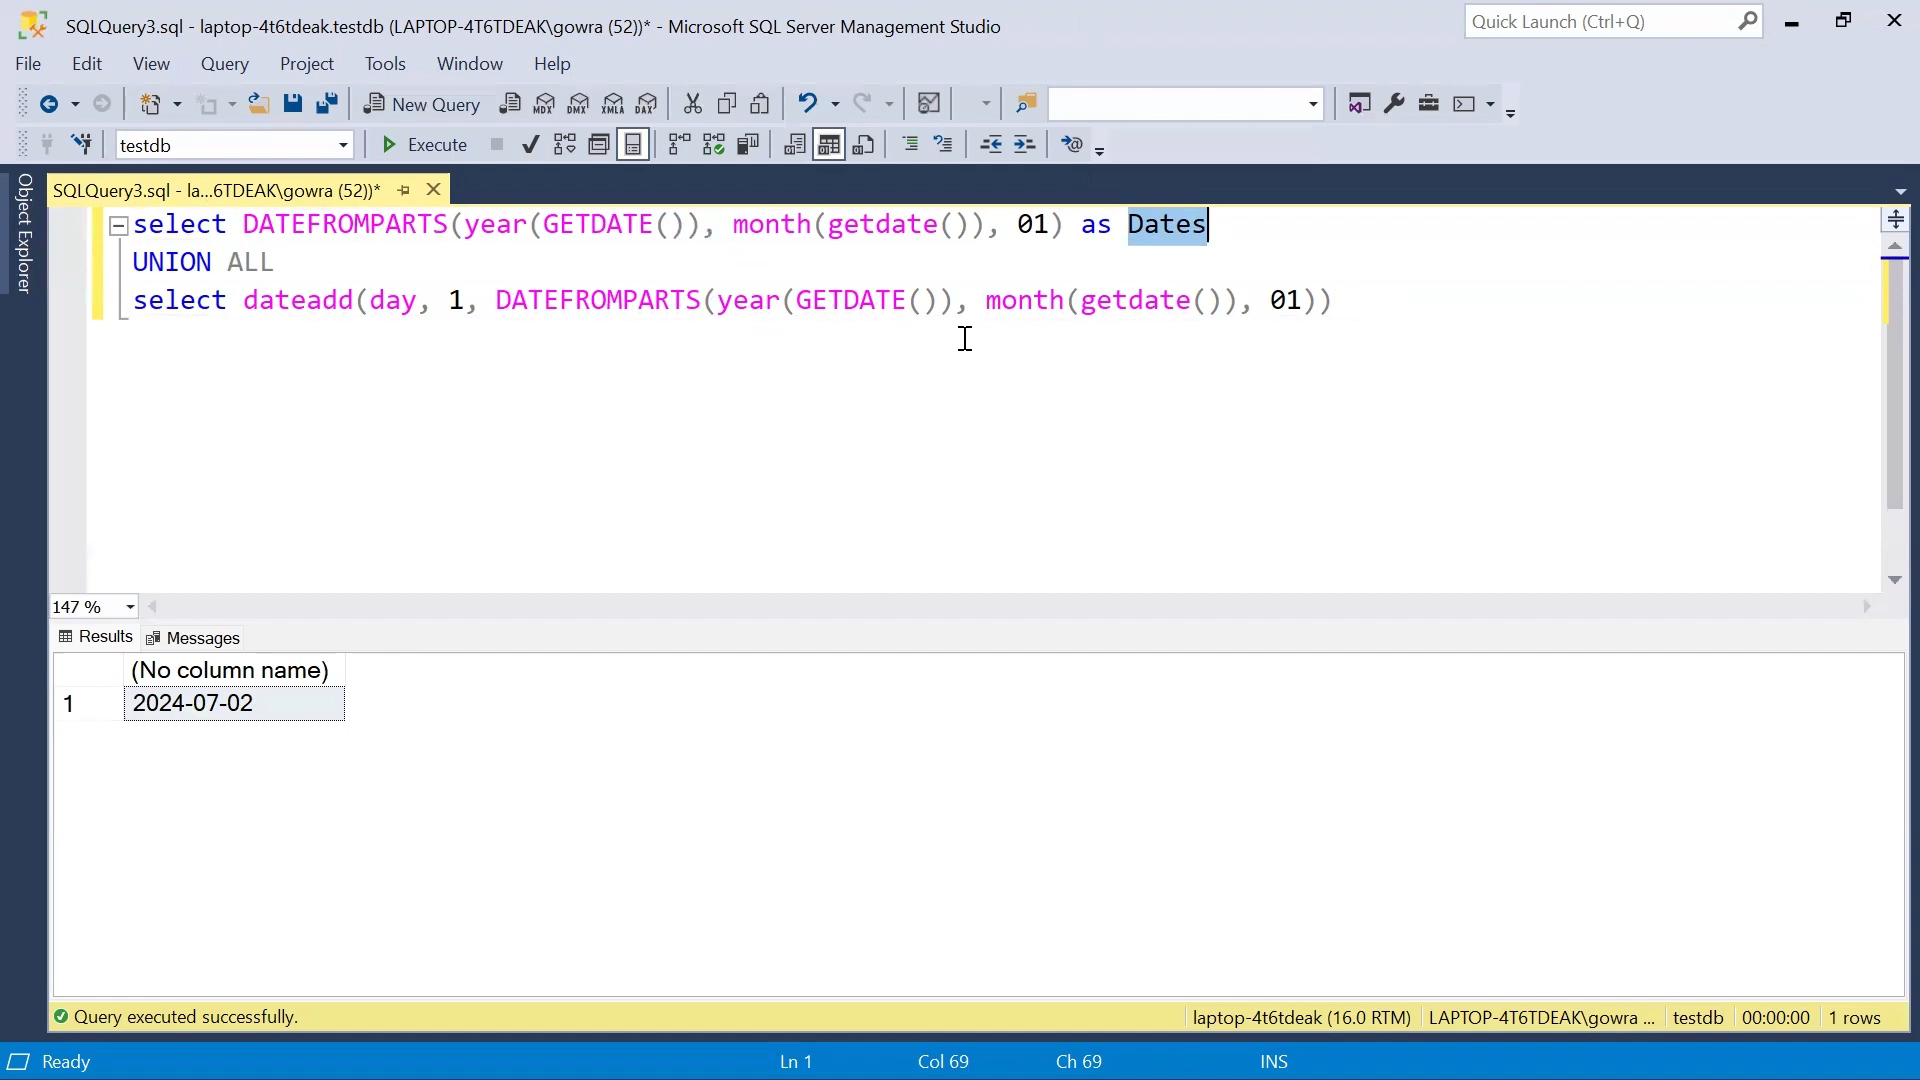 SQLQuery3.sql - laptop-4t6tdeak.testdb (LAPTOP-4T6TDEAK\gowra (52))* - Microsoft SQL Server Management Studio
Quick Launch (Ctrl+Q)
File Edit View Query Project Tools Window Help
New Query MDX DMX XMLA DAX
testdb Execute
Object Explorer
SQLQuery3.sql - la...6TDEAK\gowra (52))*
select DATEFROMPARTS(year(GETDATE()), month(getdate()), 01) as Dates
UNION ALL
select dateadd(day, 1, DATEFROMPARTS(year(GETDATE()), month(getdate()), 01))
147 %
Results Messages
(No column name)
1 2024-07-02
Query executed successfully. laptop-4t6tdeak (16.0 RTM) LAPTOP-4T6TDEAK\gowra ... testdb 00:00:00 1 rows
Ready Ln 1 Col 69 Ch 69 INS